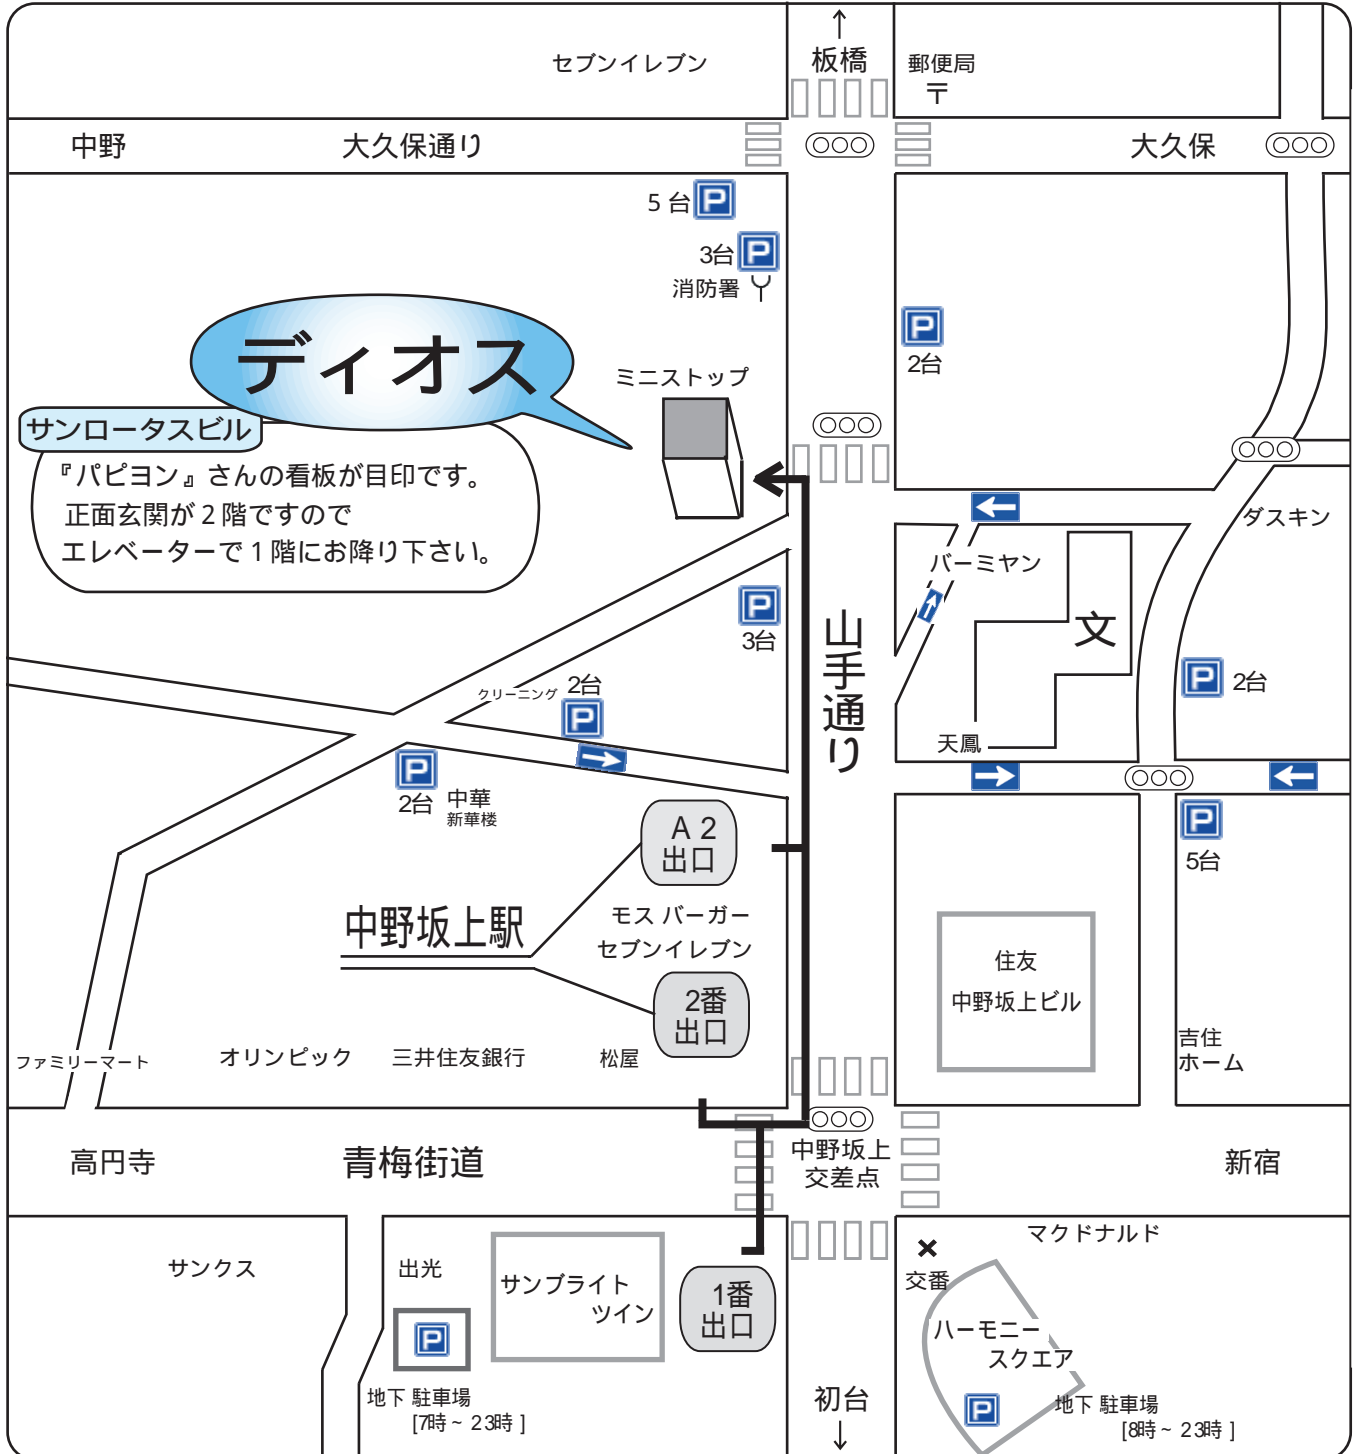 ↑
板橋
セブンイレブン
郵便局
〒
中野
大久保通り
大久保
5台 P
3台 P
消防署
P
2台
ディオス
ミニストップ
サンロータスビル
『パピヨン』さんの看板が目印です。
正面玄関が2階ですので
エレベーターで1階にお降り下さい。
ダスキン
バーミヤン
文
P
3台
山手通り
クリーニング
2台
P
P 2台
天鳳
P
2台
中華
新華楼
A2
出口
P
5台
中野坂上駅
モスバーガー
セブンイレブン
2番
出口
住友
中野坂上ビル
吉住
ホーム
ファミリーマート
オリンピック
三井住友銀行
松屋
高円寺
青梅街道
中野坂上
交差点
新宿
サンクス
出光
P
地下駐車場
[7時~23時]
サンブライト
ツイン
1番
出口
交番
マクドナルド
ハーモニー
スクエア
P
地下駐車場
[8時~23時]
初台
↓